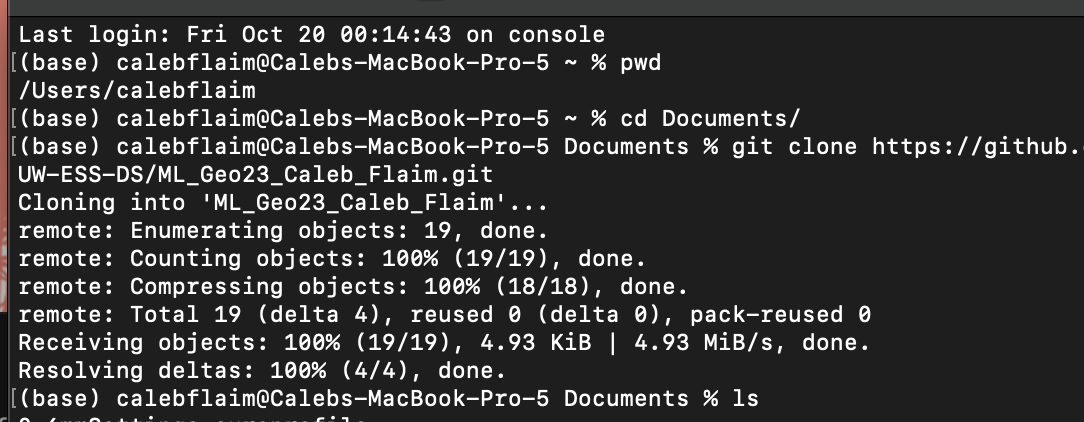 Last login: Fri Oct 20 00:14:43 on console
[(base) calebflaim@Calebs-MacBook-Pro-5 ~ % pwd
/Users/calebflaim
[(base) calebflaim@Calebs-MacBook-Pro-5 ~ % cd Documents/
[(base) calebflaim@Calebs-MacBook-Pro-5 Documents % git clone https://github.
UW-ESS-DS/ML_Geo23_Caleb_Flaim.git
Cloning into 'ML_Geo23_Caleb_Flaim'...
remote: Enumerating objects: 19, done.
remote: Counting objects: 100% (19/19), done.
remote: Compressing objects: 100% (18/18), done.
remote: Total 19 (delta 4), reused 0 (delta 0), pack-reused 0
Receiving objects: 100% (19/19), 4.93 KiB | 4.93 MiB/s, done.
Resolving deltas: 100% (4/4), done.
[(base) calebflaim@Calebs-MacBook-Pro-5 Documents % ls